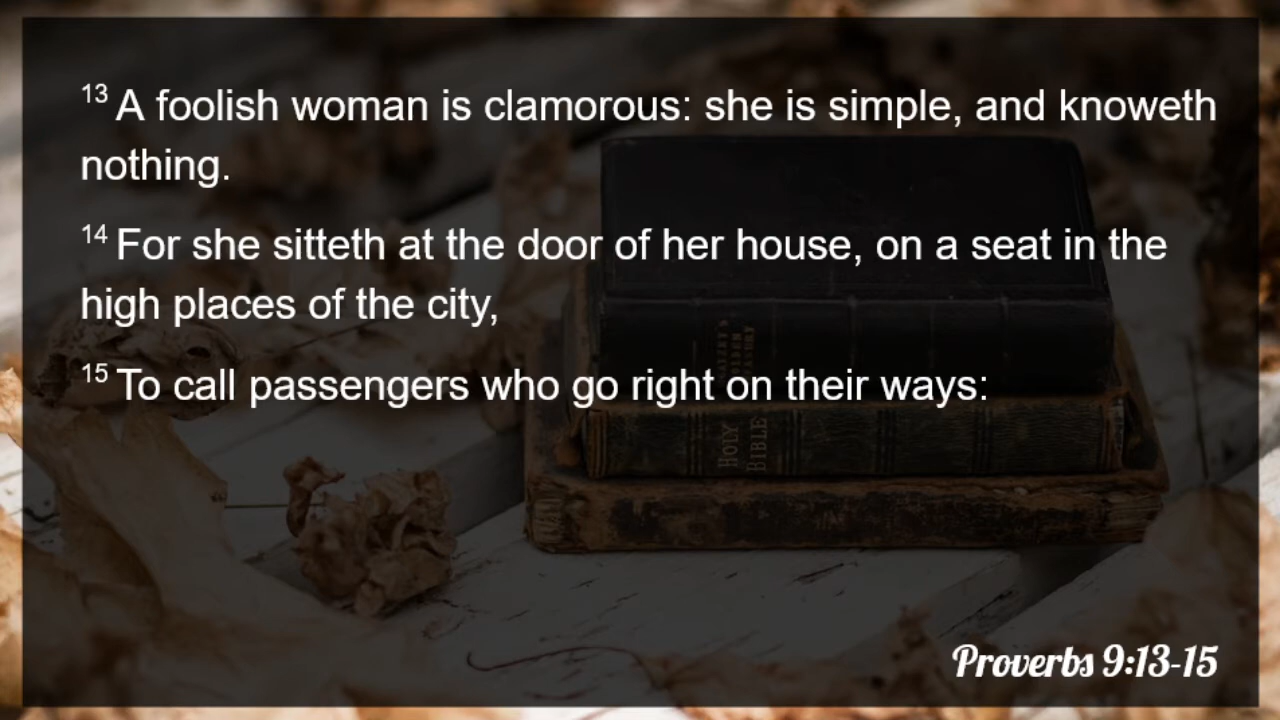 13 A foolish woman is clamorous: she is simple, and knoweth
nothing.
14 For she sitteth at the door of her house, on a seat in the
high places of the city,
15 To call passengers who go right on their ways:
HOLY
BIBLE
Proverbs 9:13-15